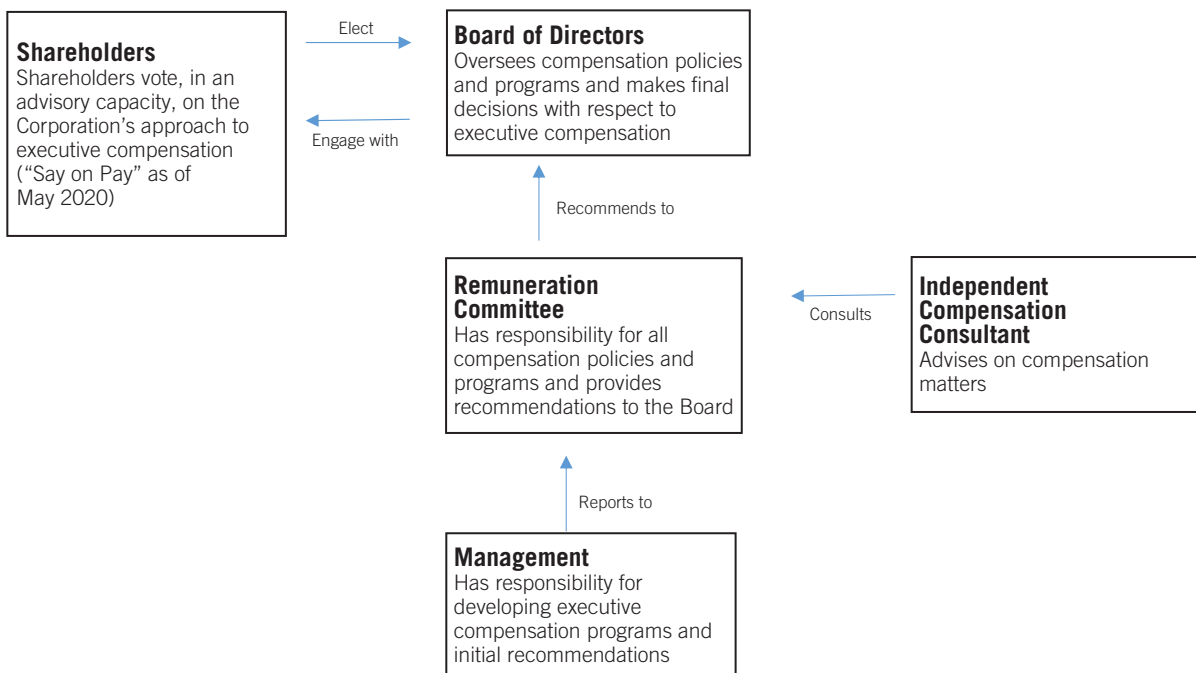 Shareholders
Shareholders vote, in an
advisory capacity, on the
Corporation’s approach to
executive compensation
(“Say on Pay” as of
May 2020)
Elect
Engage with
Board of Directors
Oversees compensation policies
and programs and makes final
decisions with respect to
executive compensation
Recommends to
Remuneration
Committee
Has responsibility for all
compensation policies and
programs and provides
recommendations to the Board
Consults
Independent
Compensation
Consultant
Advises on compensation
matters
Reports to
Management
Has responsibility for
developing executive
compensation programs and
initial recommendations